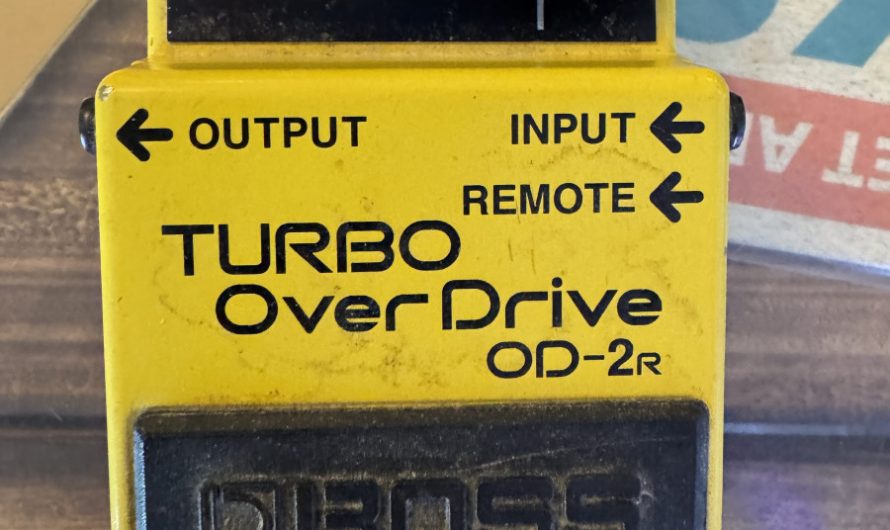 ← OUTPUT INPUT ←
REMOTE ←
TURBO
OverDrive
OD-2R
BOSS